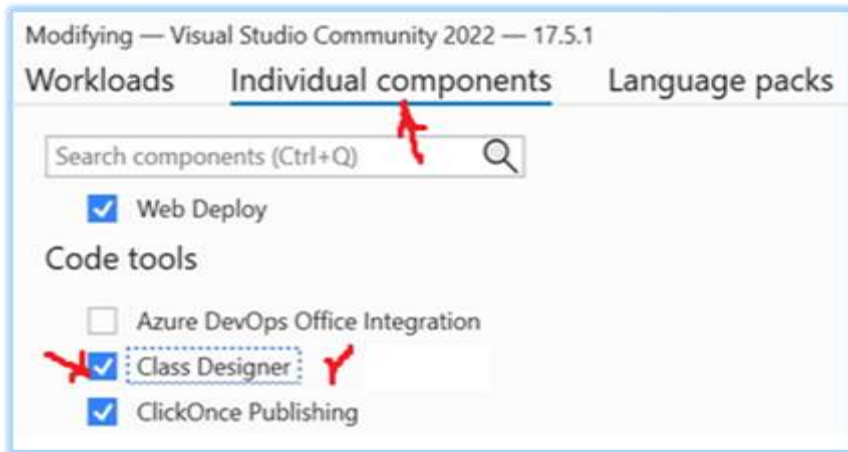 Modifying — Visual Studio Community 2022 — 17.5.1
Workloads Individual components Language packs
Search components (Ctrl+Q)
Web Deploy
Code tools
Azure DevOps Office Integration
Class Designer
ClickOnce Publishing